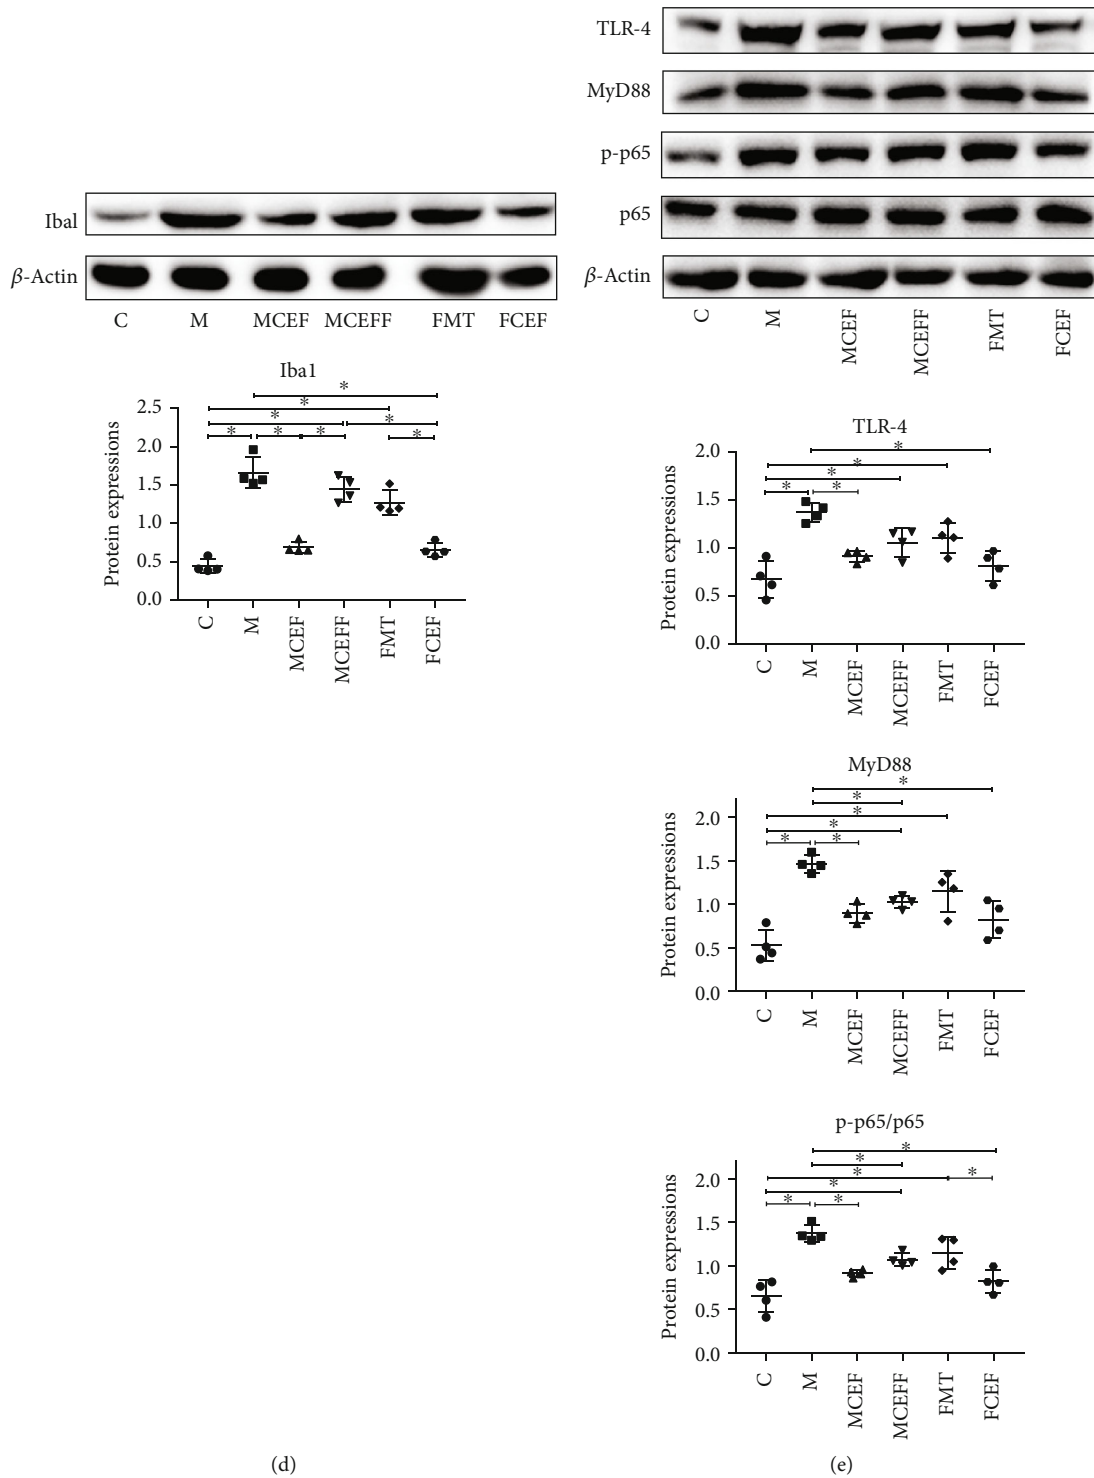 Ibal
β-Actin
C M MCEF MCEFF FMT FCEF
Iba1
* * * * * * * *
Protein expressions
2.5
2.0
1.5
1.0
0.5
0.0
C M MCEF MCEFF FMT FCEF
(d)
TLR-4
MyD88
p-p65
p65
β-Actin
C M MCEF MCEFF FMT FCEF
TLR-4
* * * * *
Protein expressions
2.0
1.5
1.0
0.5
0.0
C M MCEF MCEFF FMT FCEF
MyD88
* * * * * *
Protein expressions
2.0
1.5
1.0
0.5
0.0
C M MCEF MCEFF FMT FCEF
p-p65/p65
* * * * * * *
Protein expressions
2.0
1.5
1.0
0.5
0.0
C M MCEF MCEFF FMT FCEF
(e)